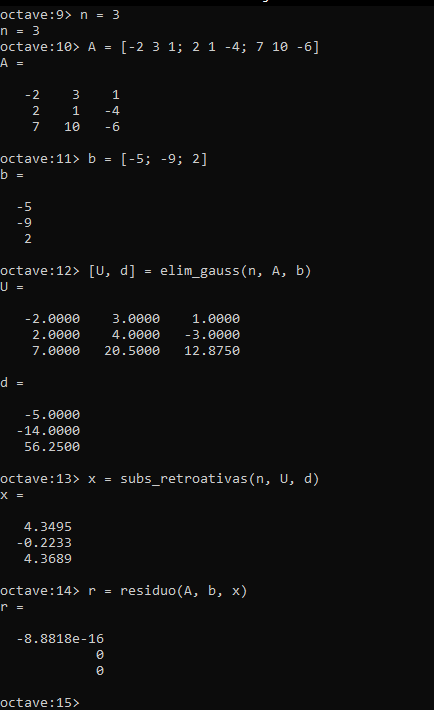 octave:9> n = 3
n = 3
octave:10> A = [-2 3 1; 2 1 -4; 7 10 -6]
A =
-2 3 1
2 1 -4
7 10 -6
octave:11> b = [-5; -9; 2]
b =
-5
-9
2
octave:12> [U, d] = elim_gauss(n, A, b)
U =
-2.0000 3.0000 1.0000
2.0000 4.0000 -3.0000
7.0000 20.5000 12.8750
d =
-5.0000
-14.0000
56.2500
octave:13> x = subs_retroativas(n, U, d)
x =
4.3495
-0.2233
4.3689
octave:14> r = residuo(A, b, x)
r =
-8.8818e-16
0
0
octave:15>